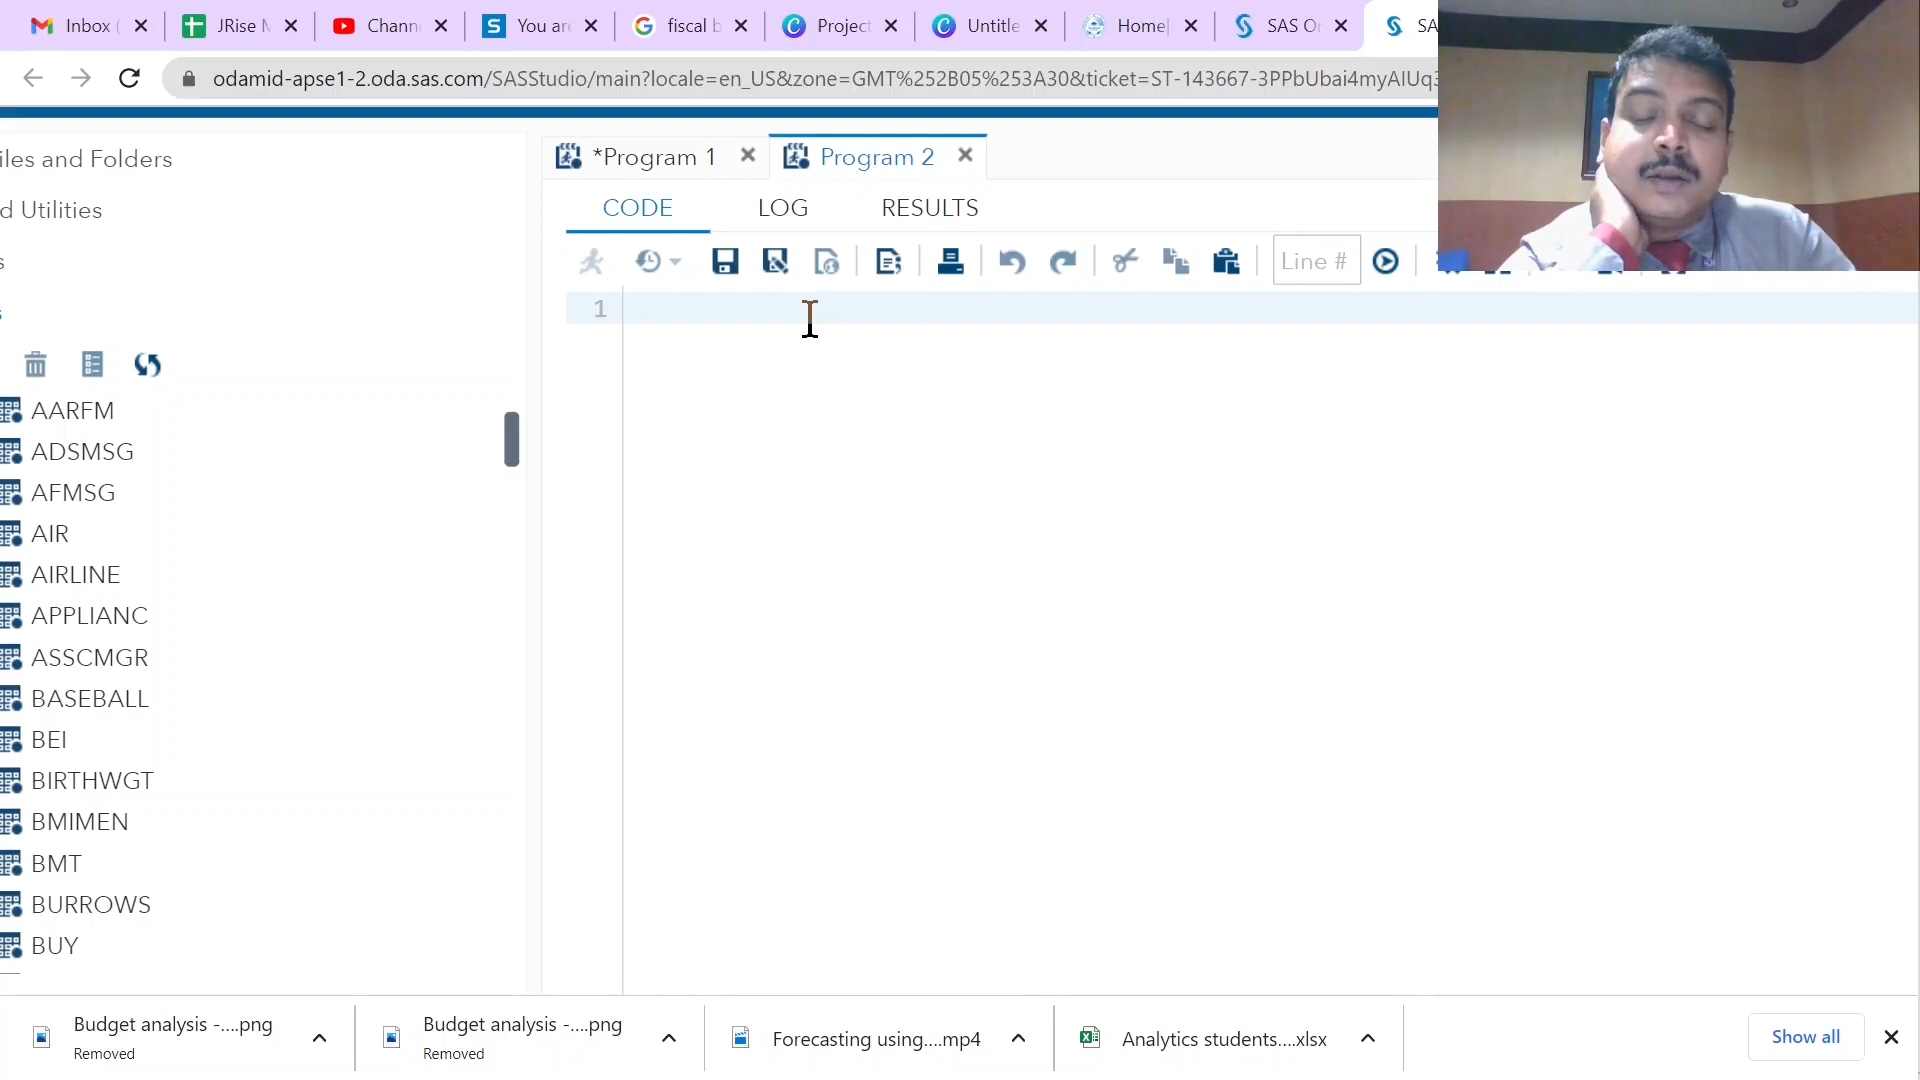 Inbox (
JRise M
Chann
You are
fiscal b
Project
Untitle
Home|
SAS O
SA
odamid-apse1-2.oda.sas.com/SASStudio/main?locale=en_US&zone=GMT%252B05%253A30&ticket=ST-143667-3PPbUbai4myAlUq3
iles and Folders
d Utilities
s
s
AARFM
ADSMSG
AFMSG
AIR
AIRLINE
APPLIANC
ASSCMGR
BASEBALL
BEI
BIRTHWGT
BMIMEN
BMT
BURROWS
BUY
*Program 1
Program 2
CODE
LOG
RESULTS
Line #
1
Budget analysis -....png
Removed
Budget analysis -....png
Removed
Forecasting using....mp4
Analytics students....xlsx
Show all